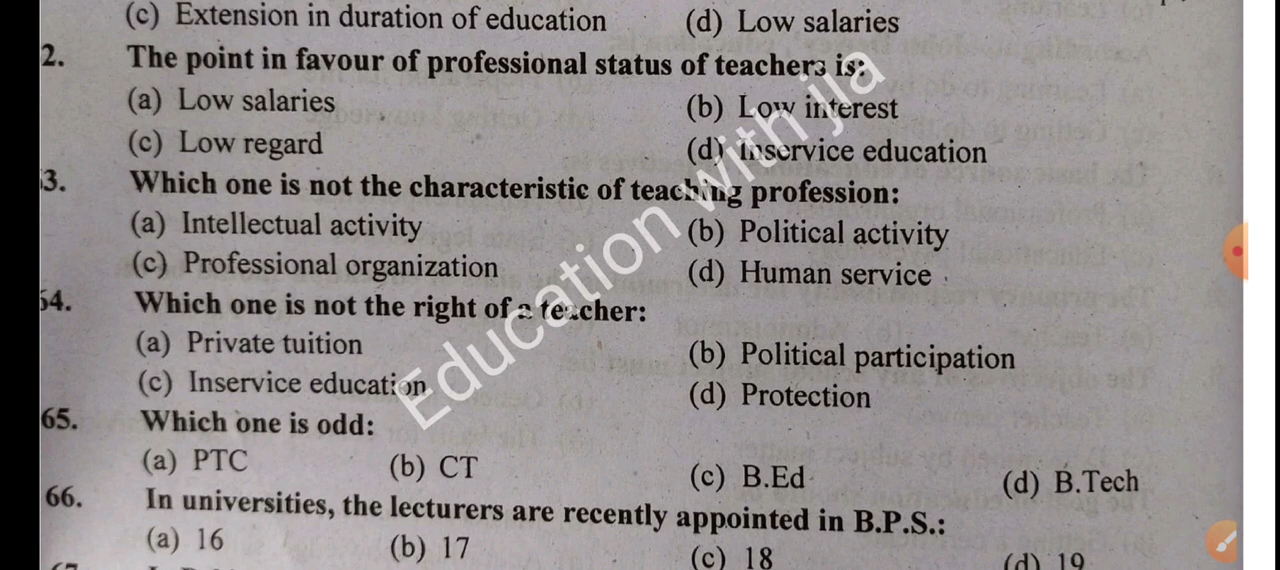 (c) Extension in duration of education (d) Low salaries
2. The point in favour of professional status of teachers is:
(a) Low salaries (b) Low interest
(c) Low regard (d) Inservice education
3. Which one is not the characteristic of teaching profession:
(a) Intellectual activity (b) Political activity
(c) Professional organization (d) Human service
54. Which one is not the right of a teacher:
(a) Private tuition (b) Political participation
(c) Inservice education (d) Protection
65. Which one is odd:
(a) PTC (b) CT (c) B.Ed (d) B.Tech
66. In universities, the lecturers are recently appointed in B.P.S.:
(a) 16 (b) 17 (c) 18 (d) 19
Education with jja